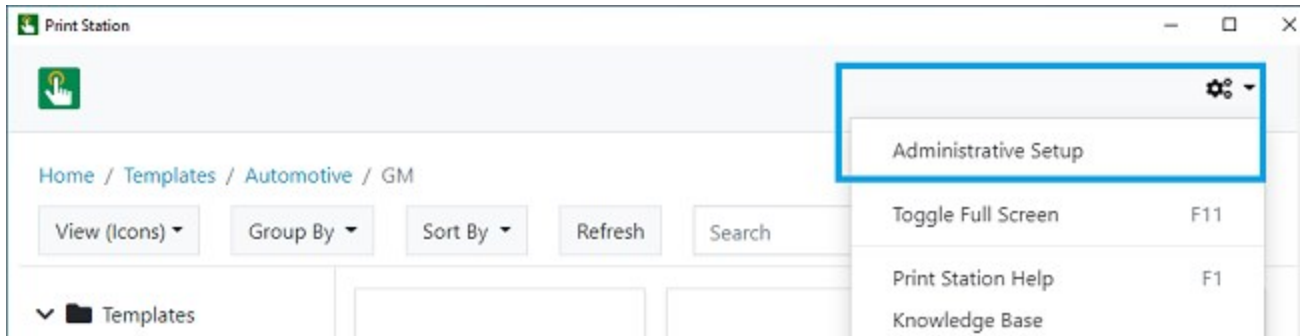 Print Station
Administrative Setup
Home / Templates / Automotive / GM
Toggle Full Screen F11
View (Icons) Group By Sort By Refresh Search
Print Station Help F1
Templates
Knowledge Base